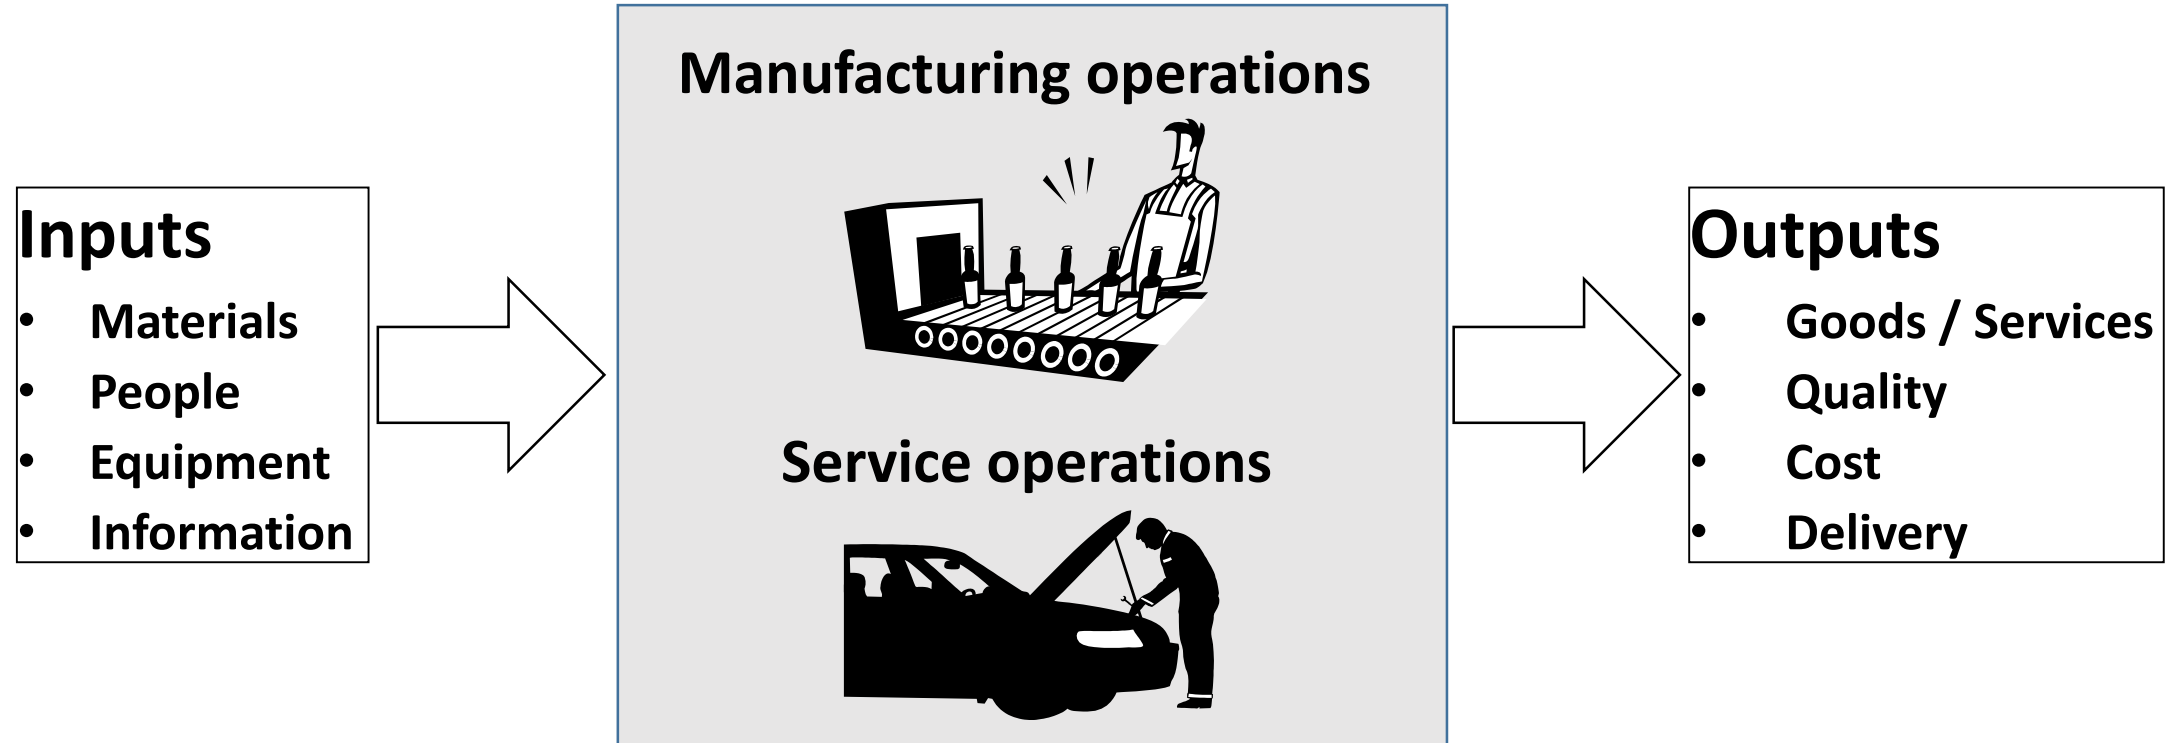 Inputs
• Materials
• People
• Equipment
• Information
Manufacturing operations
Service operations
Outputs
• Goods / Services
• Quality
• Cost
• Delivery